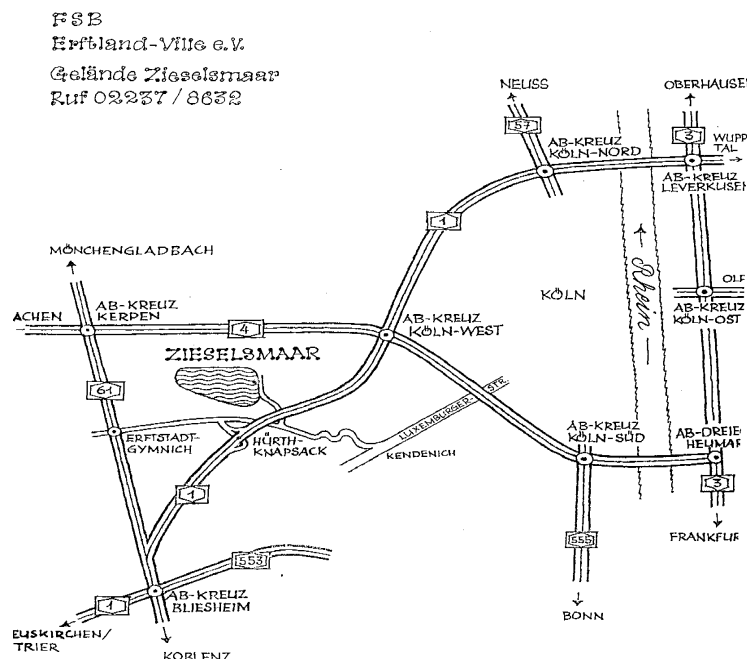 FSB
Erftland-Ville e.V.
Gelände Zieselsmaar
Ruf 02237 / 8632
NEUSS
OBERHAUSE
57
3
AB-KREUZ
KÖLN-NORD
WUPP
TAL
AB-KREUZ
LEVERKUSEN
1
MÖNCHENGLADBACH
Rhein
KÖLN
OLP
ACHEN
AB-KREUZ
KERPEN
4
AB-KREUZ
KÖLN-WEST
AB-KREUZ
KÖLN-OST
ZIESELSMAAR
61
LUXEMBURGER-STR.
ERFTSTADT-
GYMNICH
HÜRTH-
KNAPSACK
KENDENICH
AB-KREUZ
KÖLN-SÜD
AB-DREIE
HEUMAR
1
3
555
FRANKFUR
553
AB-KREUZ
BLIESHEIM
1
BONN
EUSKIRCHEN/
TRIER
KOBLENZ